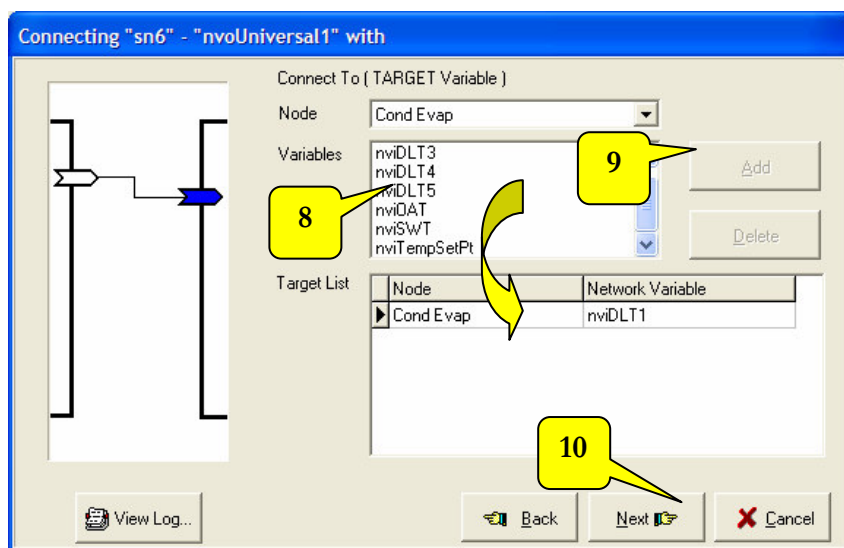 Connecting "sn6" - "nvoUniversal1" with
Connect To ( TARGET Variable )
Node
Cond Evap
Variables
nviDLT3
nviDLT4
nviDLT5
nviOAT
nviSWT
nviTempSetPt
8
9
Add
Delete
Target List
Node Network Variable
Cond Evap nviDLT1
10
View Log...
Back
Next
Cancel